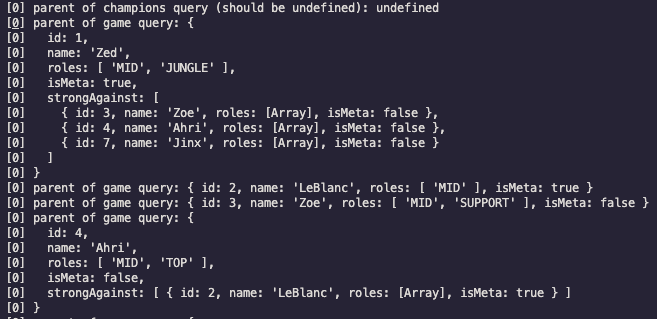 [0] parent of champions query (should be undefined): undefined
[0] parent of game query: {
[0]   id: 1,
[0]   name: 'Zed',
[0]   roles: [ 'MID', 'JUNGLE' ],
[0]   isMeta: true,
[0]   strongAgainst: [
[0]     { id: 3, name: 'Zoe', roles: [Array], isMeta: false },
[0]     { id: 4, name: 'Ahri', roles: [Array], isMeta: false },
[0]     { id: 7, name: 'Jinx', roles: [Array], isMeta: false }
[0]   ]
[0] }
[0] parent of game query: { id: 2, name: 'LeBlanc', roles: [ 'MID' ], isMeta: true }
[0] parent of game query: { id: 3, name: 'Zoe', roles: [ 'MID', 'SUPPORT' ], isMeta: false }
[0] parent of game query: {
[0]   id: 4,
[0]   name: 'Ahri',
[0]   roles: [ 'MID', 'TOP' ],
[0]   isMeta: false,
[0]   strongAgainst: [ { id: 2, name: 'LeBlanc', roles: [Array], isMeta: true } ]
[0] }